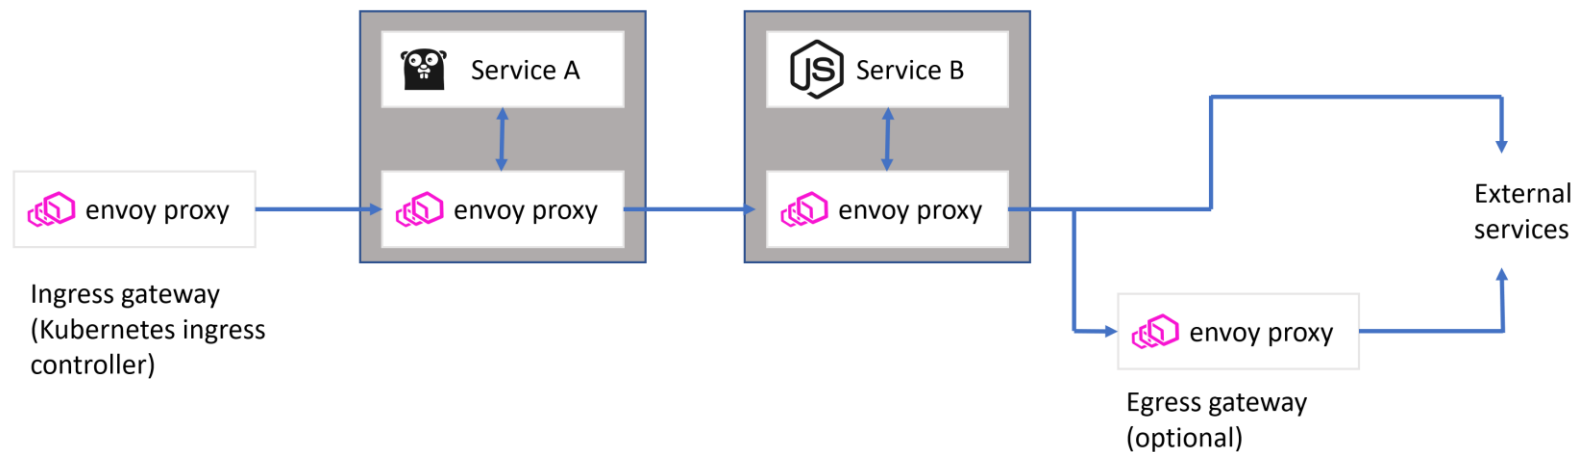 Service A
JS
Service B
envoy proxy
envoy proxy
envoy proxy
External
services
Ingress gateway
(Kubernetes ingress
controller)
envoy proxy
Egress gateway
(optional)